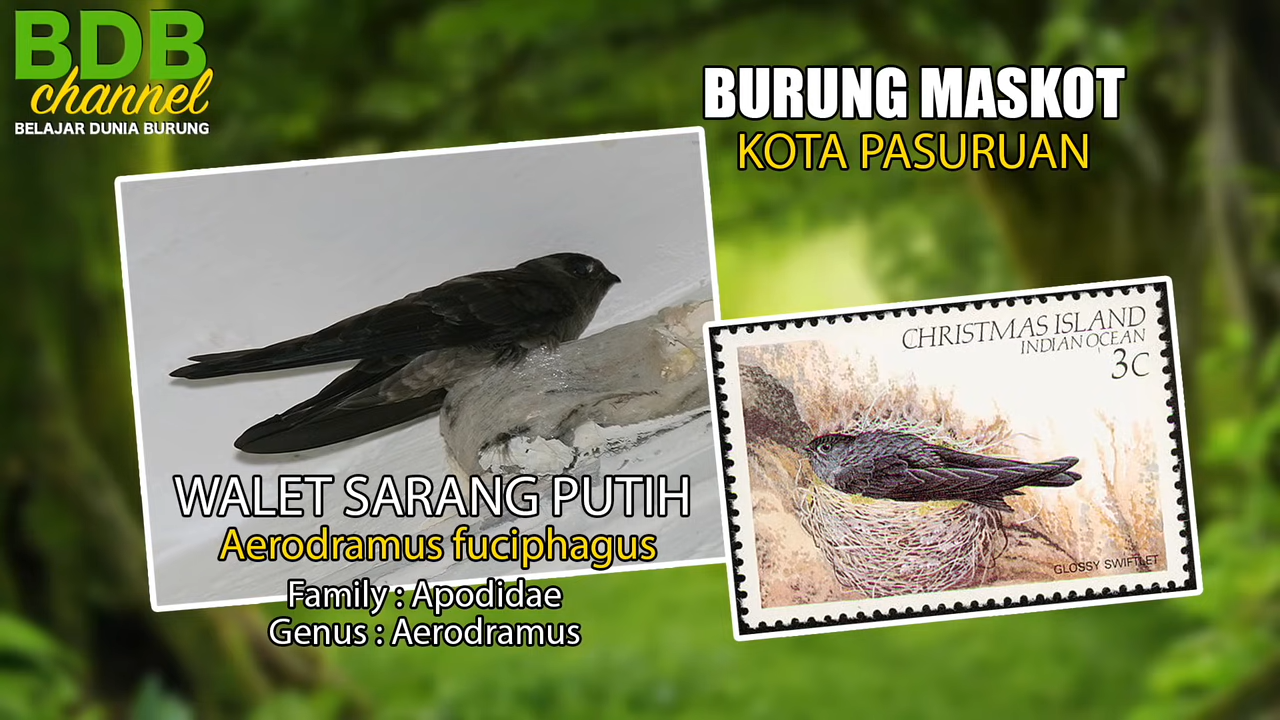 BDB
channel
BELAJAR DUNIA BURUNG
BURUNG MASKOT
KOTA PASURUAN
CHRISTMAS ISLAND
INDIAN OCEAN
3c
GLOSSY SWIFTLET
WALET SARANG PUTIH
Aerodramus fuciphagus
Family : Apodidae
Genus : Aerodramus